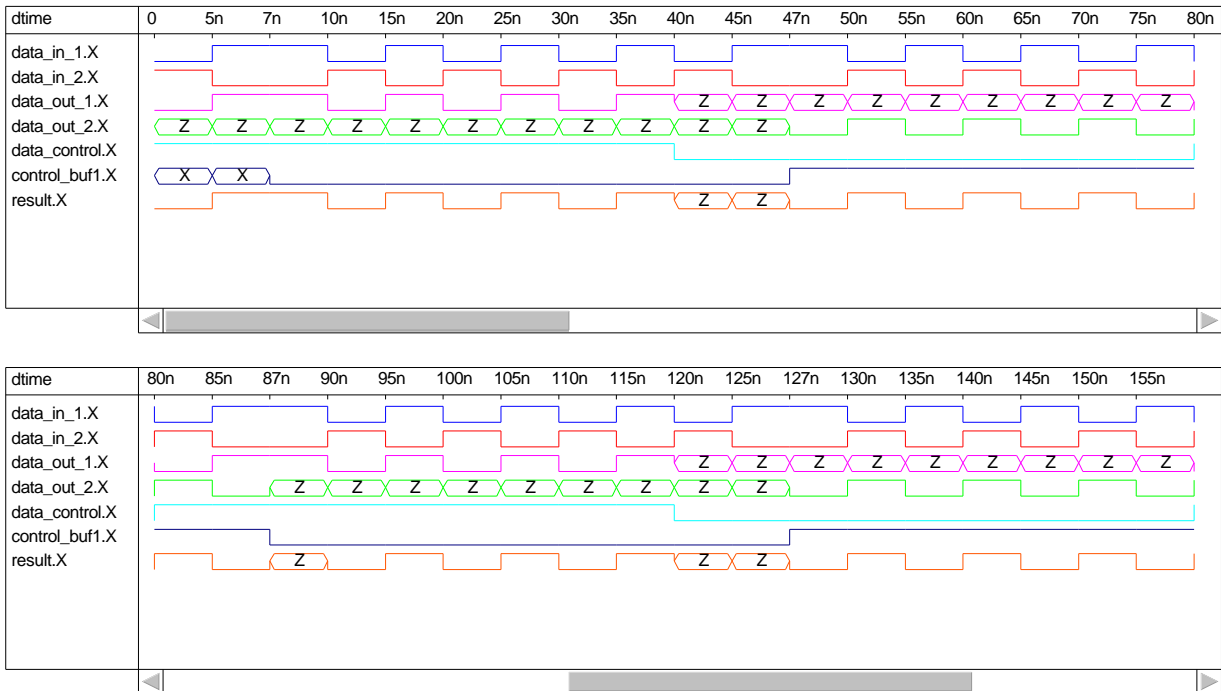 dtime 0 5n 7n 10n 15n 20n 25n 30n 35n 40n 45n 47n 50n 55n 60n 65n 70n 75n 80n
data_in_1.X
data_in_2.X
data_out_1.X Z Z Z Z Z Z Z Z Z
data_out_2.X Z Z Z Z Z Z Z Z Z Z Z
data_control.X
control_buf1.X X X
result.X Z Z
dtime 80n 85n 87n 90n 95n 100n 105n 110n 115n 120n 125n 127n 130n 135n 140n 145n 150n 155n
data_in_1.X
data_in_2.X
data_out_1.X Z Z Z Z Z Z Z Z Z
data_out_2.X Z Z Z Z Z Z Z Z Z
data_control.X
control_buf1.X
result.X Z Z Z